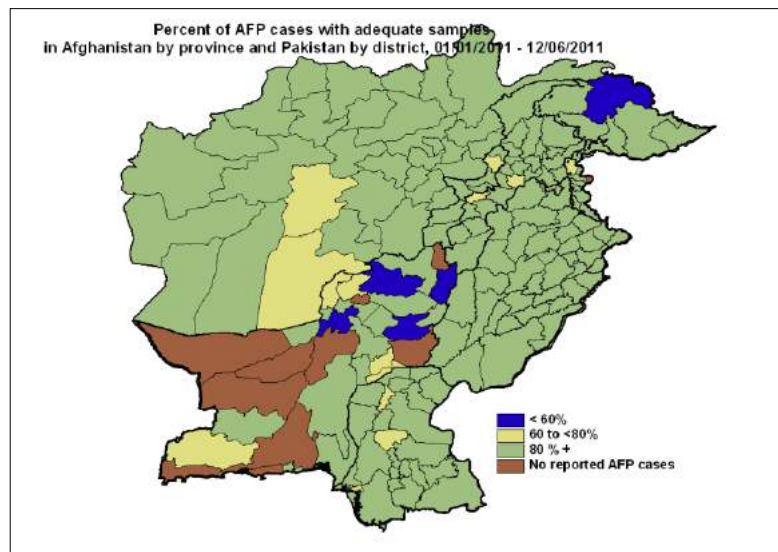 Percent of AFP cases with adequate samples
in Afghanistan by province and Pakistan by district, 01/01/2011 - 12/06/2011
< 60%
60 to <80%
80 % +
No reported AFP cases